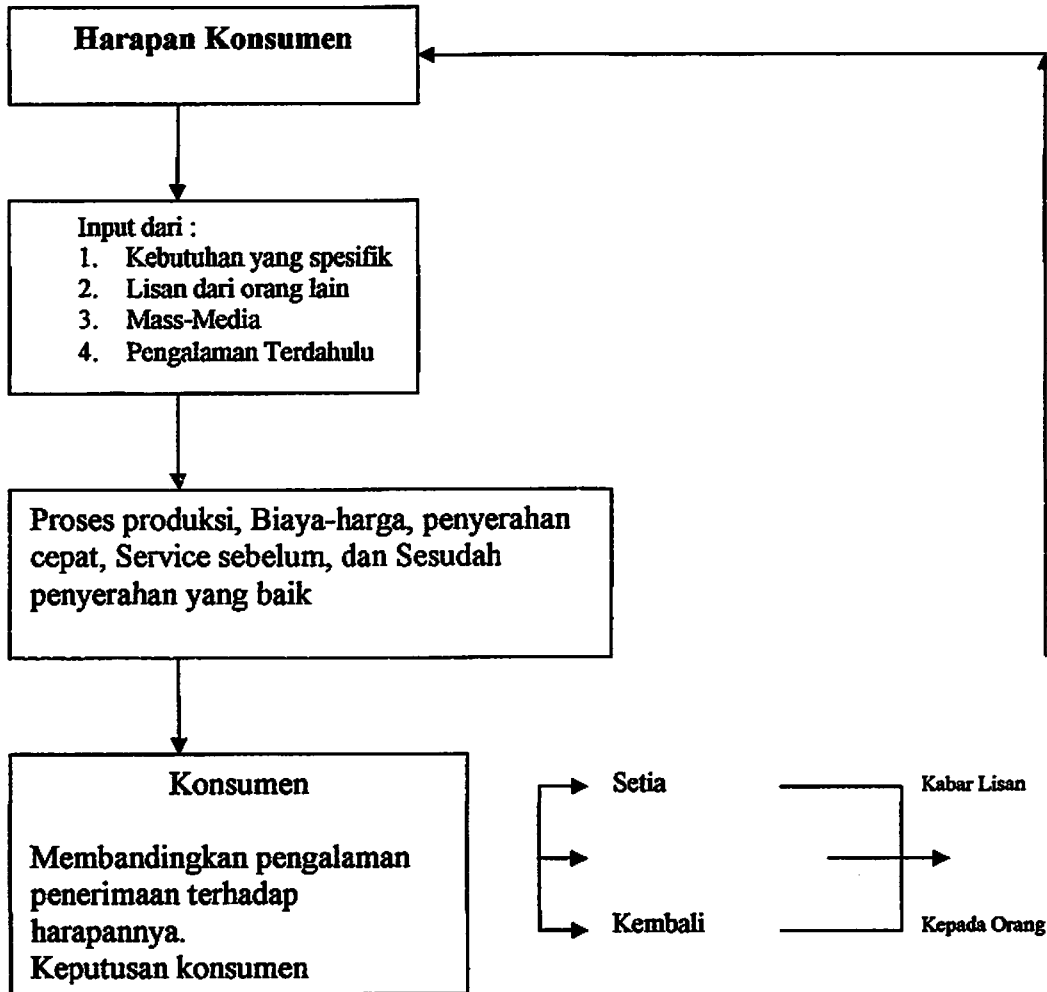 Harapan Konsumen
Input dari :
1. Kebutuhan yang spesifik
2. Lisan dari orang lain
3. Mass-Media
4. Pengalaman Terdahulu
Proses produksi, Biaya-harga, penyerahan
cepat, Service sebelum, dan Sesudah
penyerahan yang baik
Konsumen
Membandingkan pengalaman
penerimaan terhadap
harapannya.
Keputusan konsumen
Setia
Kembali
Kabar Lisan
Kepada Orang